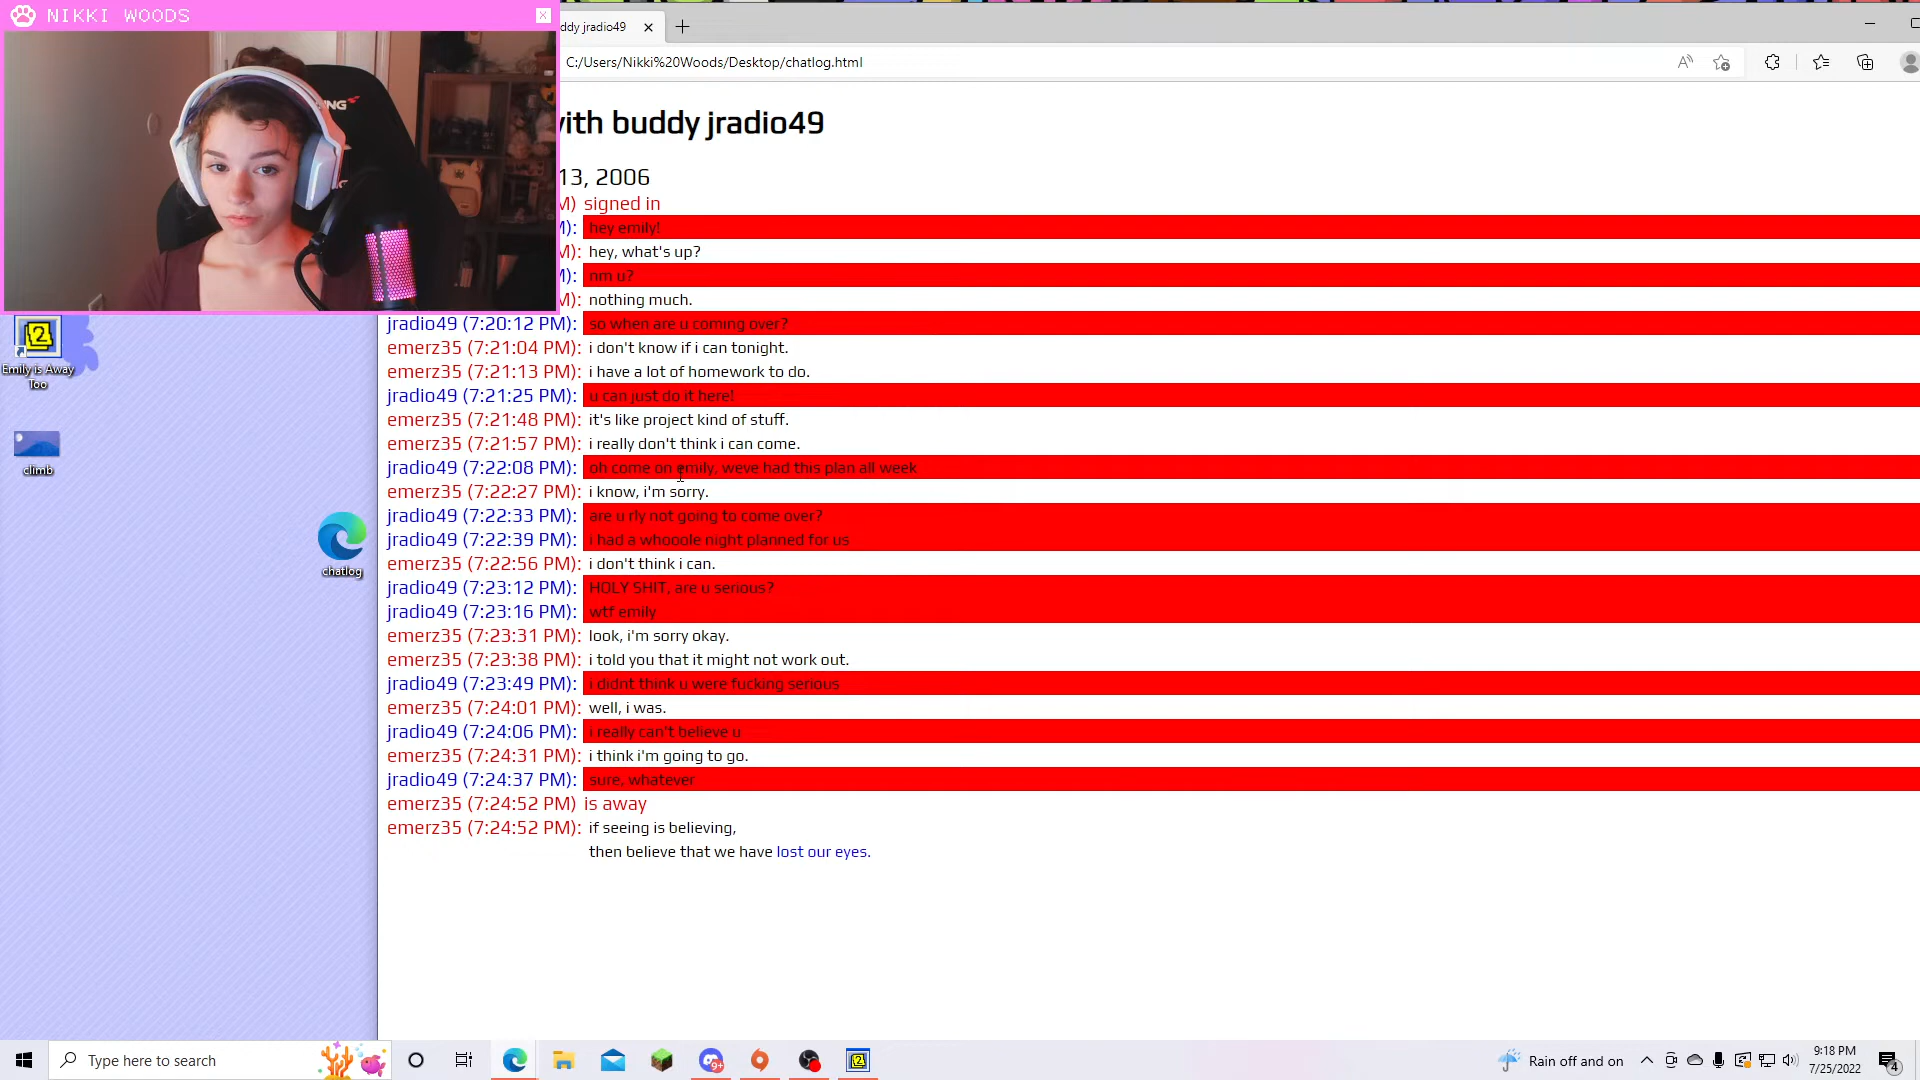 NIKKI WOODS
ddy jradio49
C:/Users/Nikki%20Woods/Desktop/chatlog.html
ith buddy jradio49
13, 2006
M) signed in
M): hey emily!
M): hey, what's up?
M): nm u?
M): nothing much.
jradio49 (7:20:12 PM): so when are u coming over?
emerz35 (7:21:04 PM): i don't know if i can tonight.
emerz35 (7:21:13 PM): i have a lot of homework to do.
jradio49 (7:21:25 PM): u can just do it here!
emerz35 (7:21:48 PM): it's like project kind of stuff.
emerz35 (7:21:57 PM): i really don't think i can come.
jradio49 (7:22:08 PM): oh come on emily, weve had this plan all week
emerz35 (7:22:27 PM): i know, i'm sorry.
jradio49 (7:22:33 PM): are u rly not going to come over?
jradio49 (7:22:39 PM): i had a whooole night planned for us
emerz35 (7:22:56 PM): i don't think i can.
jradio49 (7:23:12 PM): HOLY SHIT, are u serious?
jradio49 (7:23:16 PM): wtf emily
emerz35 (7:23:31 PM): look, i'm sorry okay.
emerz35 (7:23:38 PM): i told you that it might not work out.
jradio49 (7:23:49 PM): i didnt think u were fucking serious
emerz35 (7:24:01 PM): well, i was.
jradio49 (7:24:06 PM): i really can't believe u
emerz35 (7:24:31 PM): i think i'm going to go.
jradio49 (7:24:37 PM): sure, whatever
emerz35 (7:24:52 PM) is away
emerz35 (7:24:52 PM): if seeing is believing,
then believe that we have lost our eyes.
2
Emily is Away
Too
climb
chatlog
Type here to search
9+
2
Rain off and on
9:18 PM
7/25/2022
4